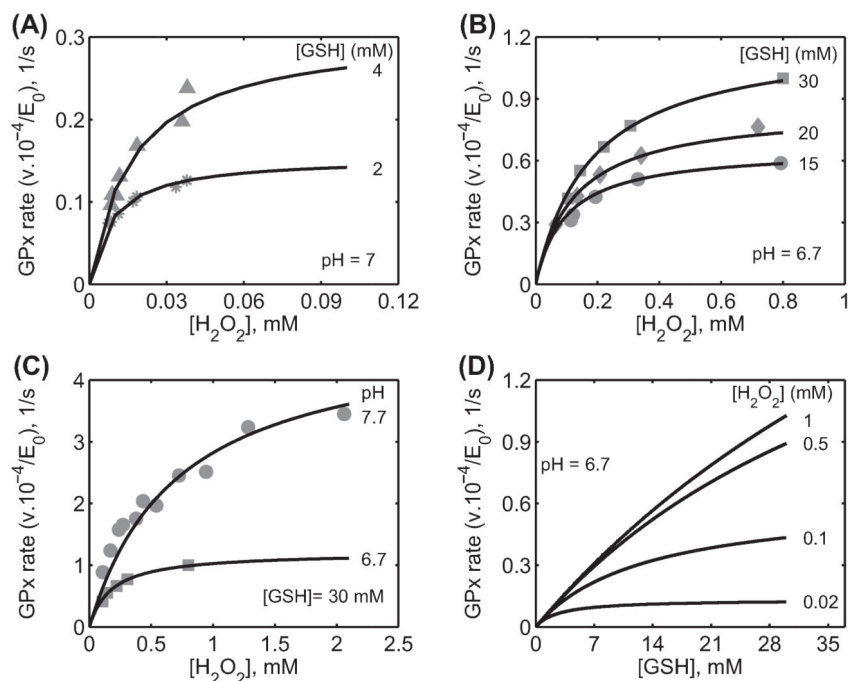 (A)
GPx rate (v.10⁻⁴/E₀), 1/s
0.3
0.2
0.1
0
[GSH] (mM)
4
2
pH = 7
0
0.03
0.06
0.09
0.12
[H₂O₂], mM
(B)
GPx rate (v.10⁻⁴/E₀), 1/s
1.2
0.9
0.6
0.3
0
[GSH] (mM)
30
20
15
pH = 6.7
0
0.2
0.4
0.6
0.8
1
[H₂O₂], mM
(C)
GPx rate (v.10⁻⁴/E₀), 1/s
4
3
2
1
0
pH
7.7
6.7
[GSH]= 30 mM
0
0.5
1
1.5
2
2.5
[H₂O₂], mM
(D)
GPx rate (v.10⁻⁴/E₀), 1/s
1.2
0.9
0.6
0.3
0
[H₂O₂] (mM)
1
0.5
0.1
0.02
pH = 6.7
0
7
14
21
28
35
[GSH], mM